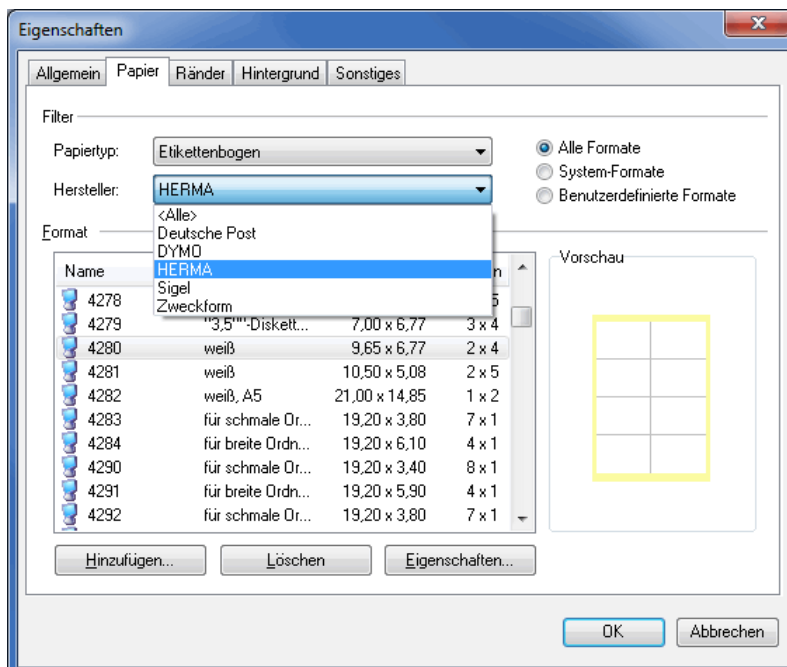 Eigenschaften
Allgemein Papier Ränder Hintergrund Sonstiges
Filter
Papiertyp: Etikettenbogen
Alle Formate
Hersteller: HERMA
System-Formate
Benutzerdefinierte Formate
<Alle>
Deutsche Post
DYMO
HERMA
Sigel
Zweckform
Format
Vorschau
Name n
4278 5
4279 "3,5""-Diskett... 7,00 x 6,77 3 x 4
4280 weiß 9,65 x 6,77 2 x 4
4281 weiß 10,50 x 5,08 2 x 5
4282 weiß, A5 21,00 x 14,85 1 x 2
4283 für schmale Or... 19,20 x 3,80 7 x 1
4284 für breite Ordn... 19,20 x 6,10 4 x 1
4290 für schmale Or... 19,20 x 3,40 8 x 1
4291 für breite Ordn... 19,20 x 5,90 4 x 1
4292 für schmale Or... 19,20 x 3,80 7 x 1
Hinzufügen... Löschen Eigenschaften...
OK Abbrechen